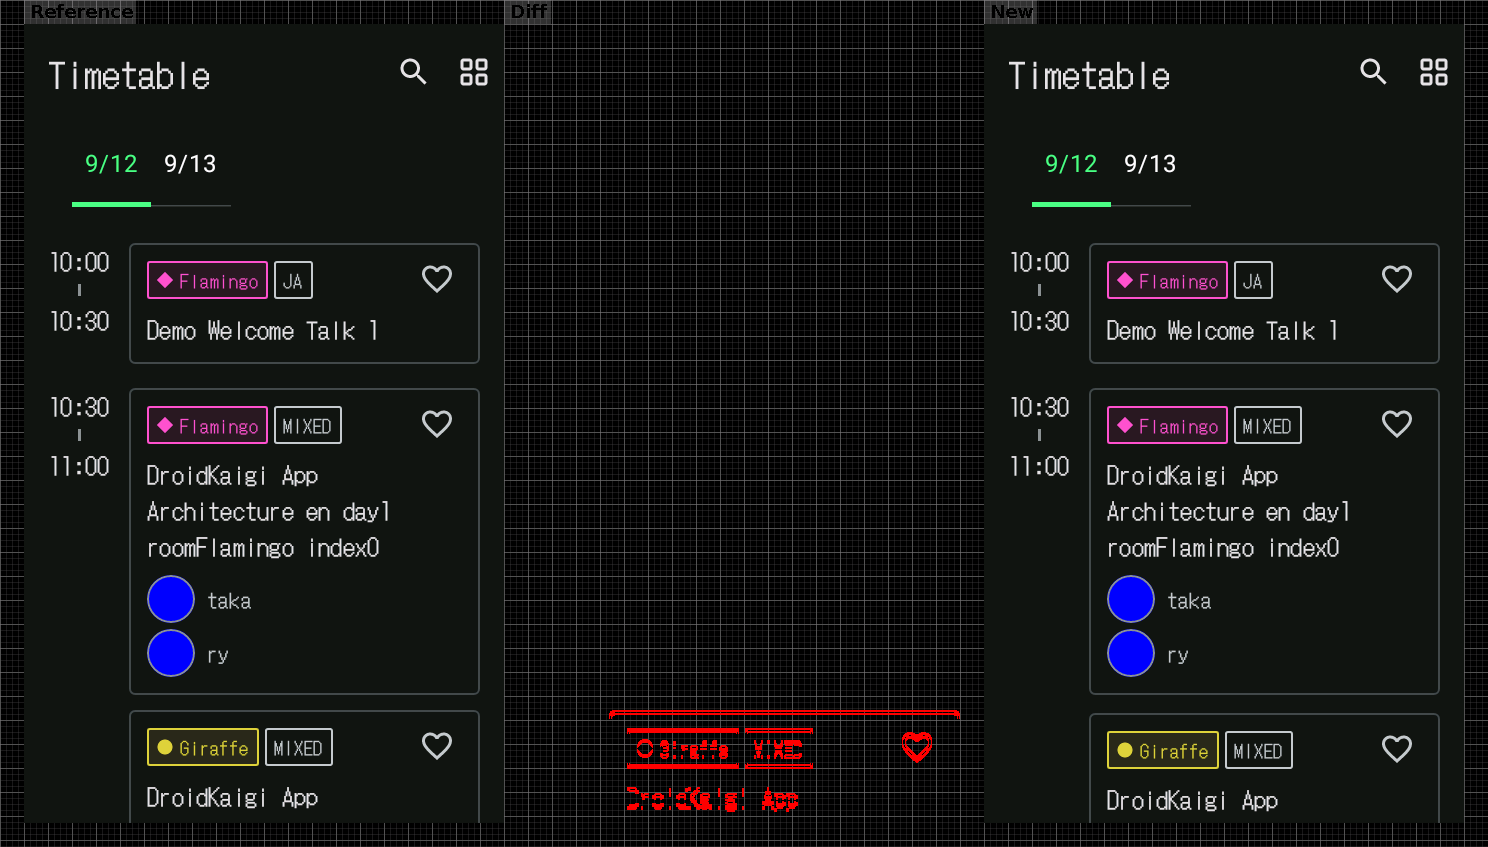 Reference
Diff
New
Timetable
9/12 9/13
10:00
10:30
Flamingo JA
Demo Welcome Talk 1
10:30
11:00
Flamingo MIXED
DroidKaigi App
Architecture en day1
roomFlamingo index0
taka
ry
Giraffe MIXED
DroidKaigi App
Giraffe MIXED
DroidKaigi App
Timetable
9/12 9/13
10:00
10:30
Flamingo JA
Demo Welcome Talk 1
10:30
11:00
Flamingo MIXED
DroidKaigi App
Architecture en day1
roomFlamingo index0
taka
ry
Giraffe MIXED
DroidKaigi App